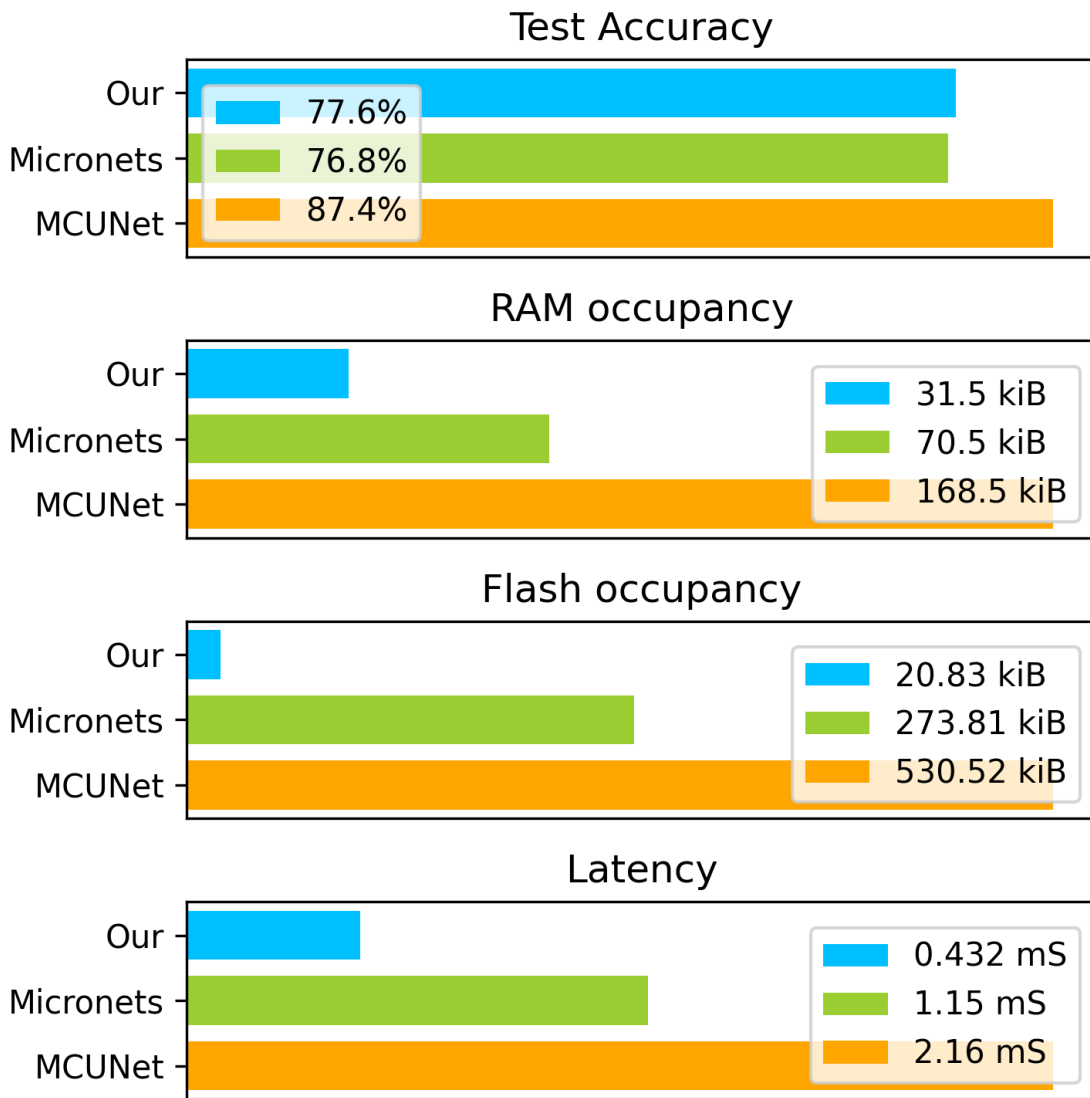 Test Accuracy
Our
Micronets
MCUNet
77.6%
76.8%
87.4%
RAM occupancy
Our
Micronets
MCUNet
31.5 kiB
70.5 kiB
168.5 kiB
Flash occupancy
Our
Micronets
MCUNet
20.83 kiB
273.81 kiB
530.52 kiB
Latency
Our
Micronets
MCUNet
0.432 mS
1.15 mS
2.16 mS